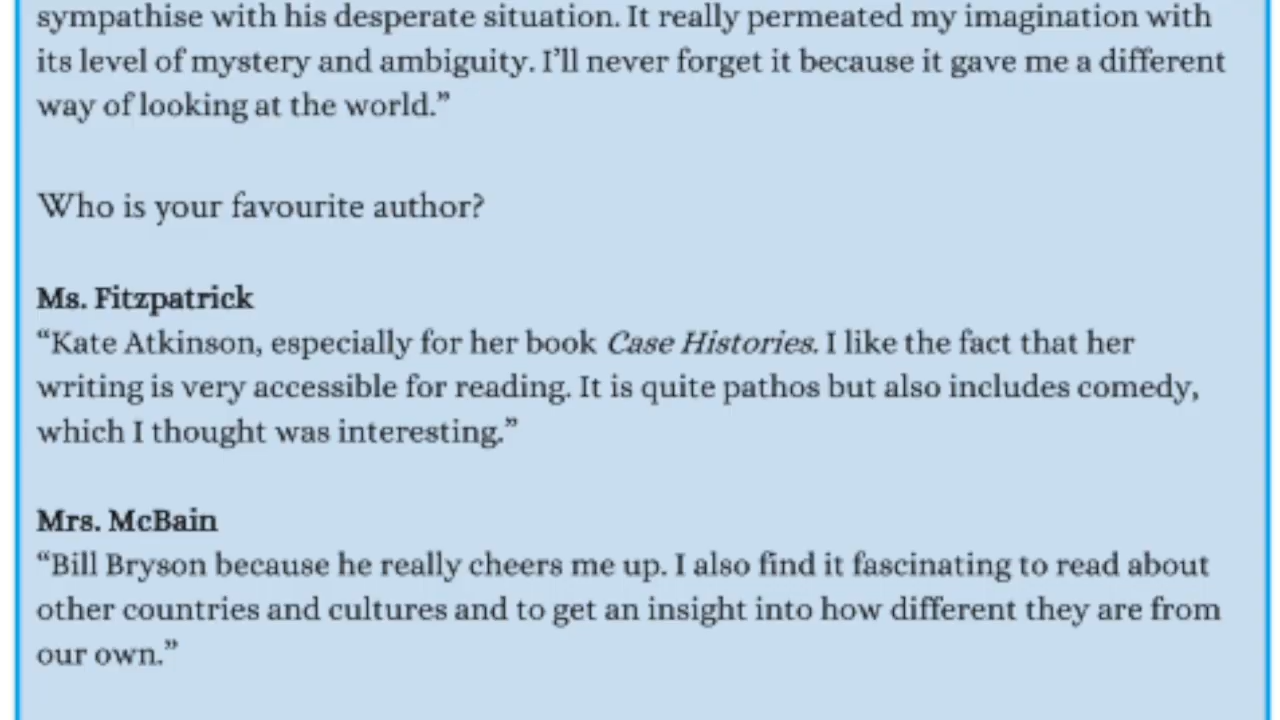 sympathise with his desperate situation. It really permeated my imagination with
its level of mystery and ambiguity. I’ll never forget it because it gave me a different
way of looking at the world.”
Who is your favourite author?
Ms. Fitzpatrick
“Kate Atkinson, especially for her book Case Histories. I like the fact that her
writing is very accessible for reading. It is quite pathos but also includes comedy,
which I thought was interesting.”
Mrs. McBain
“Bill Bryson because he really cheers me up. I also find it fascinating to read about
other countries and cultures and to get an insight into how different they are from
our own.”